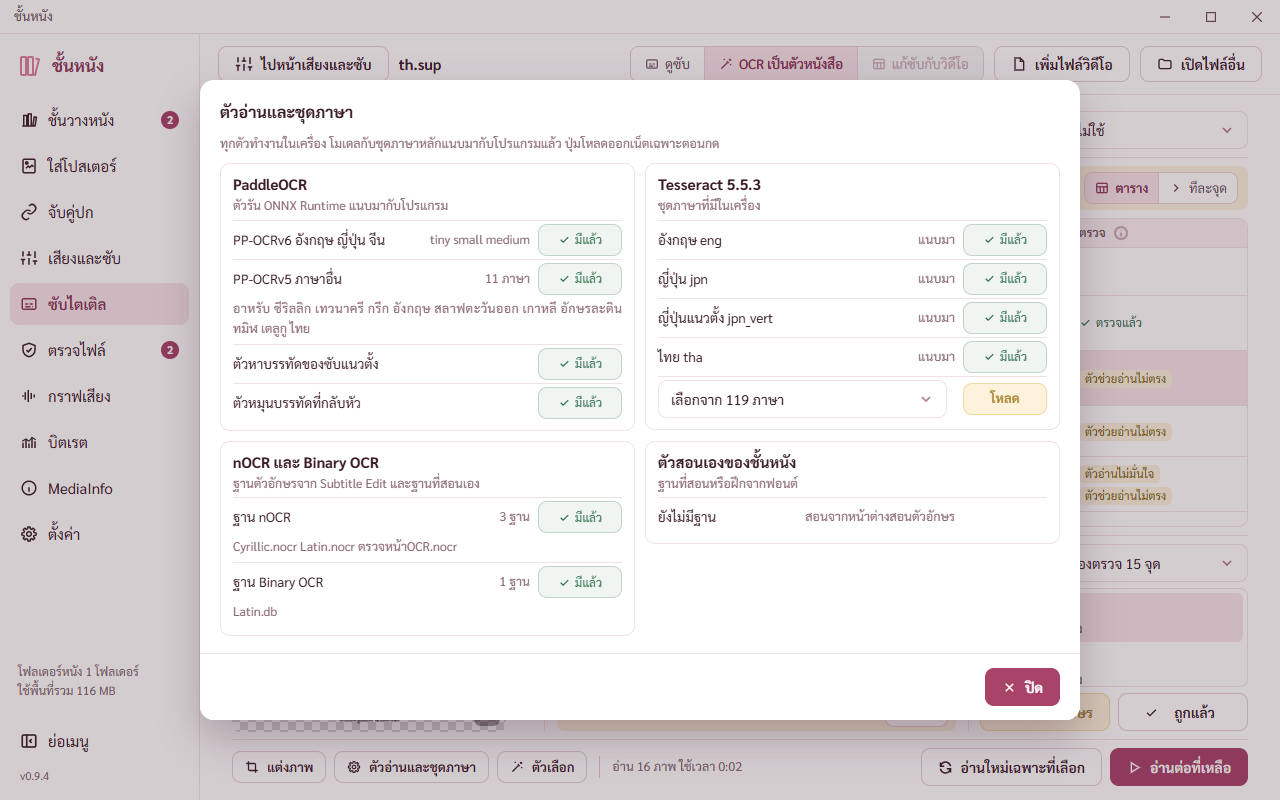 ชั้นหนัง
ชั้นหนัง
ไปหน้าเสียงและซับ
th.sup
ดูซับ
OCR เป็นตัวหนังสือ
แก้ซับกับวิดีโอ
เพิ่มไฟล์วิดีโอ
เปิดไฟล์อื่น
ชั้นวางหนัง 2
ใส่โปสเตอร์
จับคู่ปก
เสียงและซับ
ซับไตเติล
ตรวจไฟล์ 2
กราฟเสียง
บิตเรต
MediaInfo
ตั้งค่า
โฟลเดอร์หนัง 1 โฟลเดอร์
ใช้พื้นที่รวม 116 MB
ย่อเมนู
v0.9.4
ตัวอ่านและชุดภาษา
ทุกตัวทำงานในเครื่อง โมเดลกับชุดภาษาหลักแนบมากับโปรแกรมแล้ว ปุ่มโหลดออกเน็ตเฉพาะตอนกด
PaddleOCR
ตัวรัน ONNX Runtime แนบมากับโปรแกรม
PP-OCRv6 อังกฤษ ญี่ปุ่น จีน tiny small medium มีแล้ว
PP-OCRv5 ภาษาอื่น 11 ภาษา มีแล้ว
อาหรับ ซีริลลิก เทวนาครี กรีก อังกฤษ สลาฟตะวันออก เกาหลี อักษรละติน
ทมิฬ เตลูกู ไทย
ตัวหาบรรทัดของซับแนวตั้ง มีแล้ว
ตัวหมุนบรรทัดที่กลับหัว มีแล้ว
Tesseract 5.5.3
ชุดภาษาที่มีในเครื่อง
อังกฤษ eng แนบมา มีแล้ว
ญี่ปุ่น jpn แนบมา มีแล้ว
ญี่ปุ่นแนวตั้ง jpn_vert แนบมา มีแล้ว
ไทย tha แนบมา มีแล้ว
เลือกจาก 119 ภาษา โหลด
nOCR และ Binary OCR
ฐานตัวอักษรจาก Subtitle Edit และฐานที่สอนเอง
ฐาน nOCR 3 ฐาน มีแล้ว
Cyrillic.nocr Latin.nocr ตรวจหน้าOCR.nocr
ฐาน Binary OCR 1 ฐาน มีแล้ว
Latin.db
ตัวสอนเองของชั้นหนัง
ฐานที่สอนหรือฝึกจากฟอนต์
ยังไม่มีฐาน สอนจากหน้าต่างสอนตัวอักษร
ปิด
ไม่ใช้
ตาราง
ทีละจุด
ตรวจ
ตรวจแล้ว
ตัวช่วยอ่านไม่ตรง
ตัวช่วยอ่านไม่ตรง
ตัวอ่านไม่มั่นใจ
ตัวช่วยอ่านไม่ตรง
องตรวจ 15 จุด
ถูกแล้ว
แต่งภาพ
ตัวอ่านและชุดภาษา
ตัวเลือก
อ่าน 16 ภาพ ใช้เวลา 0:02
อ่านใหม่เฉพาะที่เลือก
อ่านต่อที่เหลือ